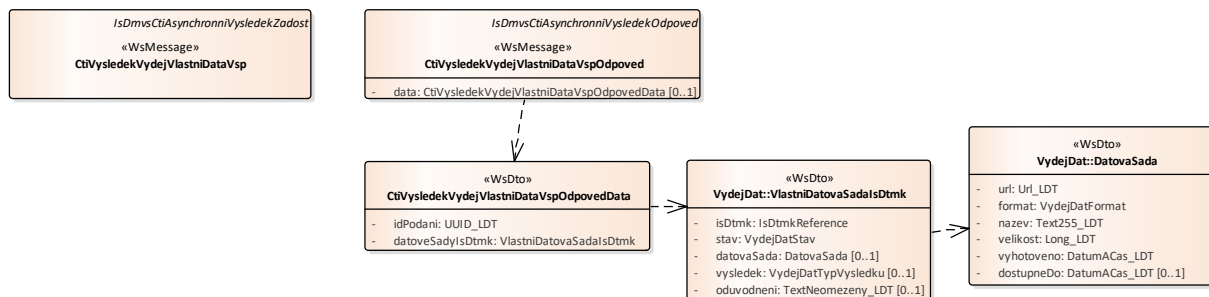 IsDmvsCtiAsynchronniVysledekZadost
«WsMessage»
CtiVysledekVydejVlastniDataVsp
IsDmvsCtiAsynchronniVysledekOdpoved
«WsMessage»
CtiVysledekVydejVlastniDataVspOdpoved
- data: CtiVysledekVydejVlastniDataVspOdpovedData [0..1]
«WsDto»
CtiVysledekVydejVlastniDataVspOdpovedData
- idPodani: UUID_LDT
- datoveSadyIsDtmk: VlastniDatovaSadaIsDtmk
«WsDto»
VydejDat::VlastniDatovaSadaIsDtmk
- isDtmk: IsDtmkReference
- stav: VydejDatStav
- datovaSada: DatovaSada [0..1]
- vysledek: VydejDatTypVysledku [0..1]
- oduvodneni: TextNeomezeny_LDT [0..1]
«WsDto»
VydejDat::DatovaSada
- url: Url_LDT
- format: VydejDatFormat
- nazev: Text255_LDT
- velikost: Long_LDT
- vyhotoveno: DatumACas_LDT
- dostupneDo: DatumACas_LDT [0..1]